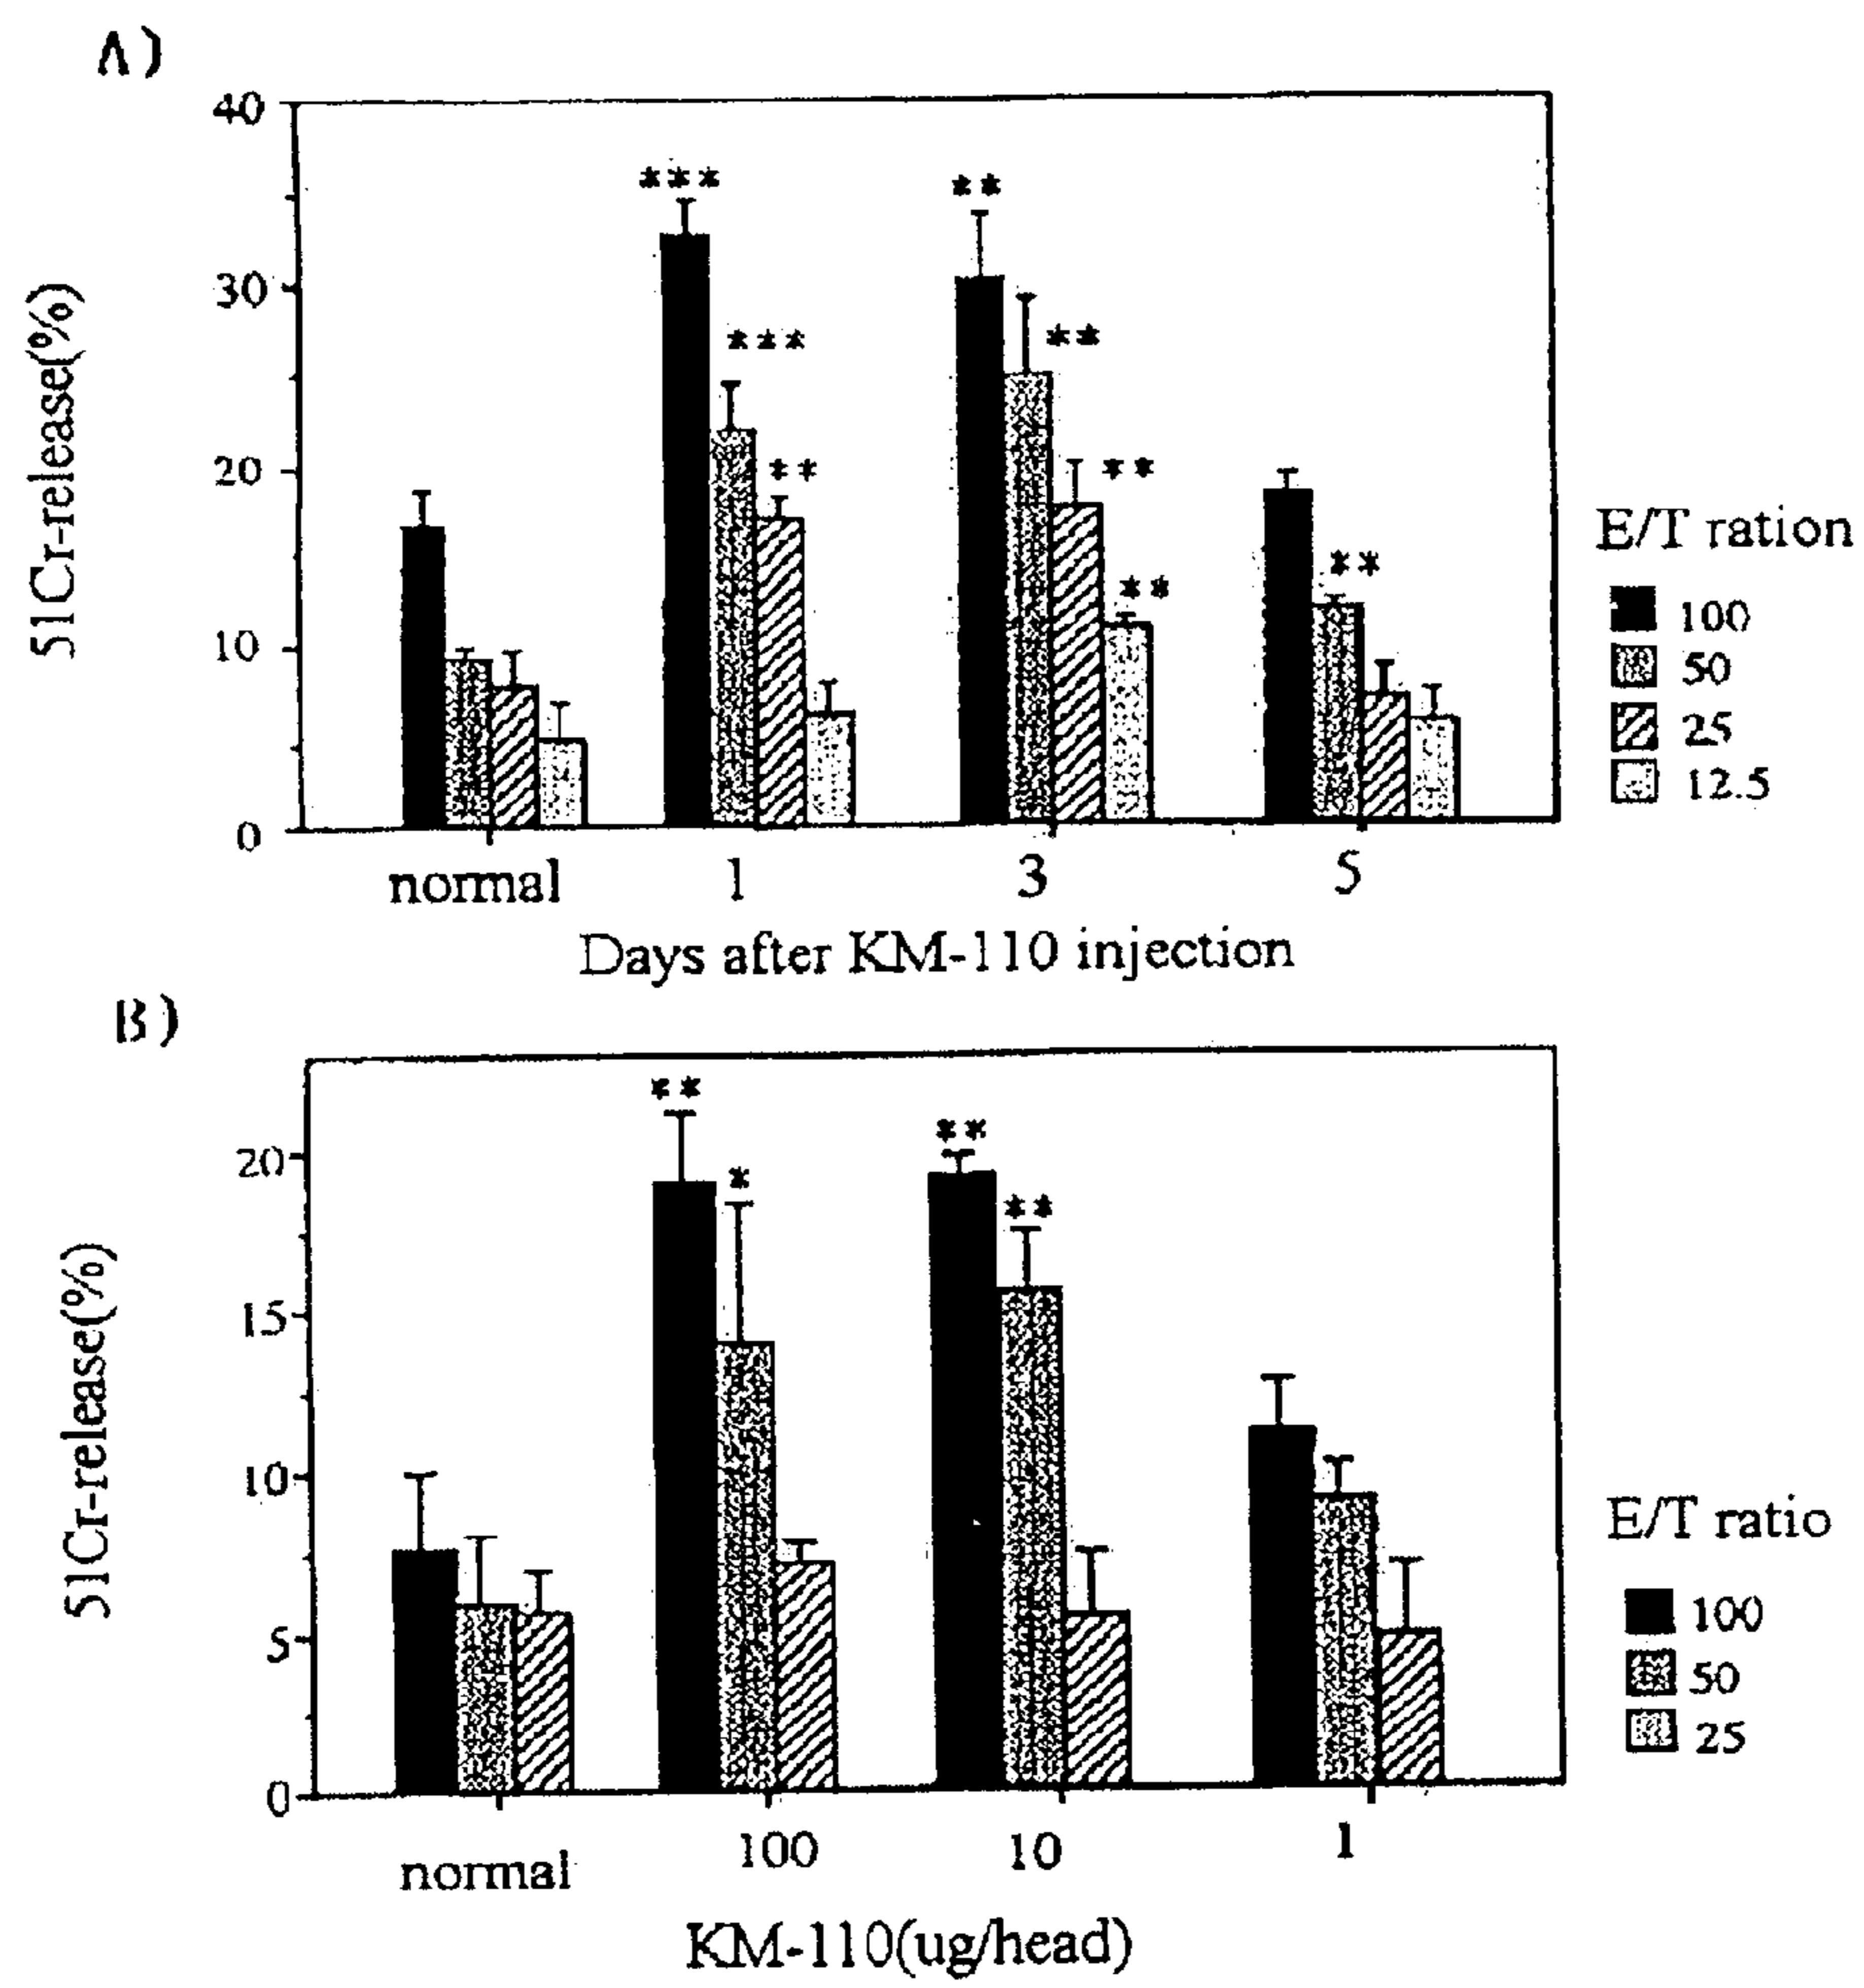 A)
40
30
20
10
0
51Cr-release(%)
***
***
**
**
**
**
**
**
normal 1 3 5
Days after KM-110 injection
E/T ration
100
50
25
12.5
B)
20
15
10
5
0
51Cr-release(%)
**
*
**
**
normal 100 10 1
KM-110(ug/head)
E/T ratio
100
50
25